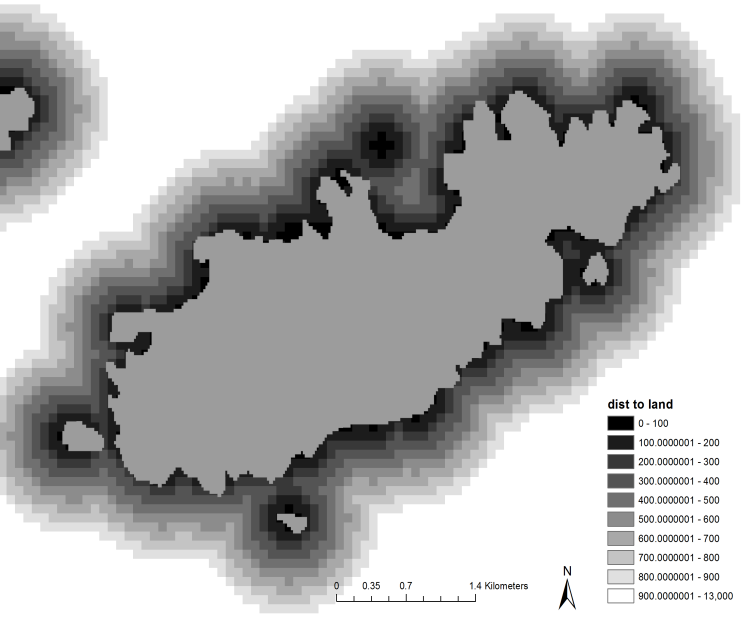 dist to land
0 - 100
100.0000001 - 200
200.0000001 - 300
300.0000001 - 400
400.0000001 - 500
500.0000001 - 600
600.0000001 - 700
700.0000001 - 800
800.0000001 - 900
900.0000001 - 13,000
N
0 0.35 0.7 1.4 Kilometers